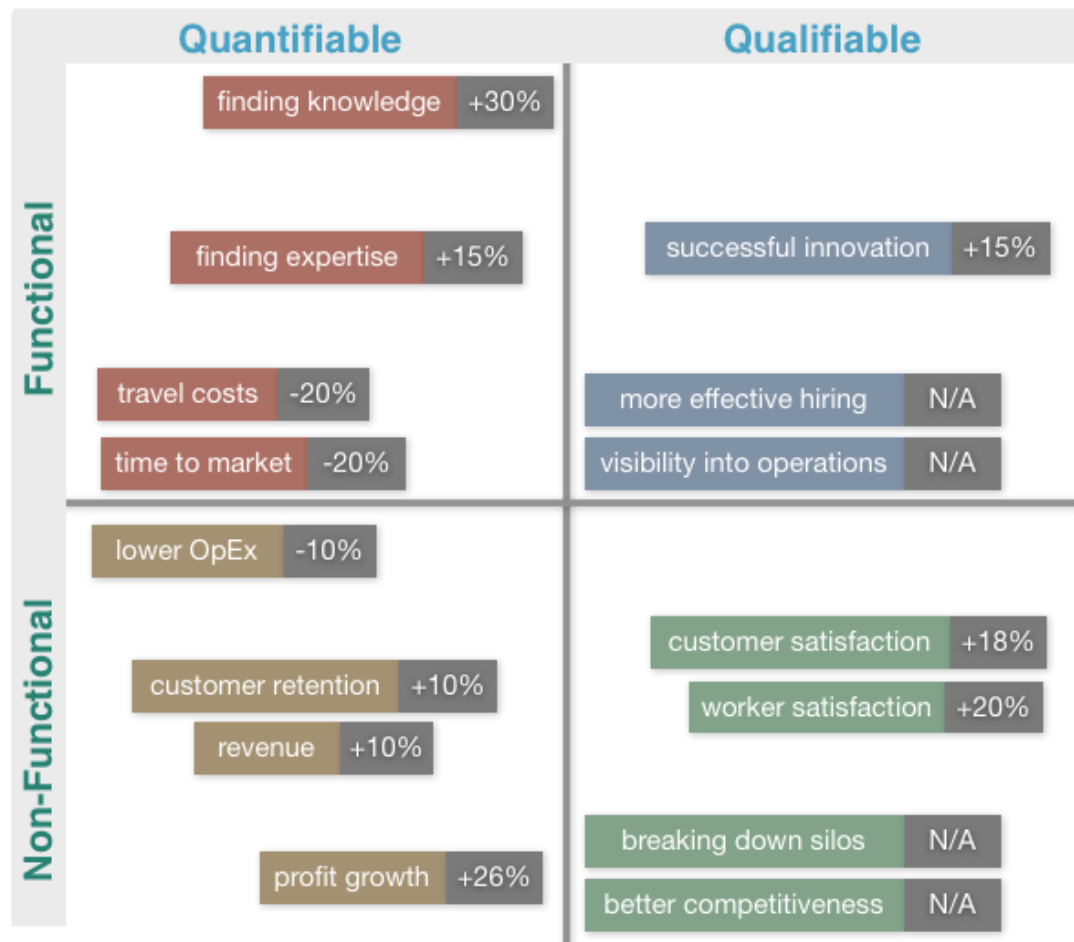 Quantifiable
Qualifiable
Functional
finding knowledge +30%
finding expertise +15%
successful innovation +15%
travel costs -20%
more effective hiring N/A
time to market -20%
visibility into operations N/A
Non-Functional
lower OpEx -10%
customer satisfaction +18%
customer retention +10%
worker satisfaction +20%
revenue +10%
breaking down silos N/A
profit growth +26%
better competitiveness N/A